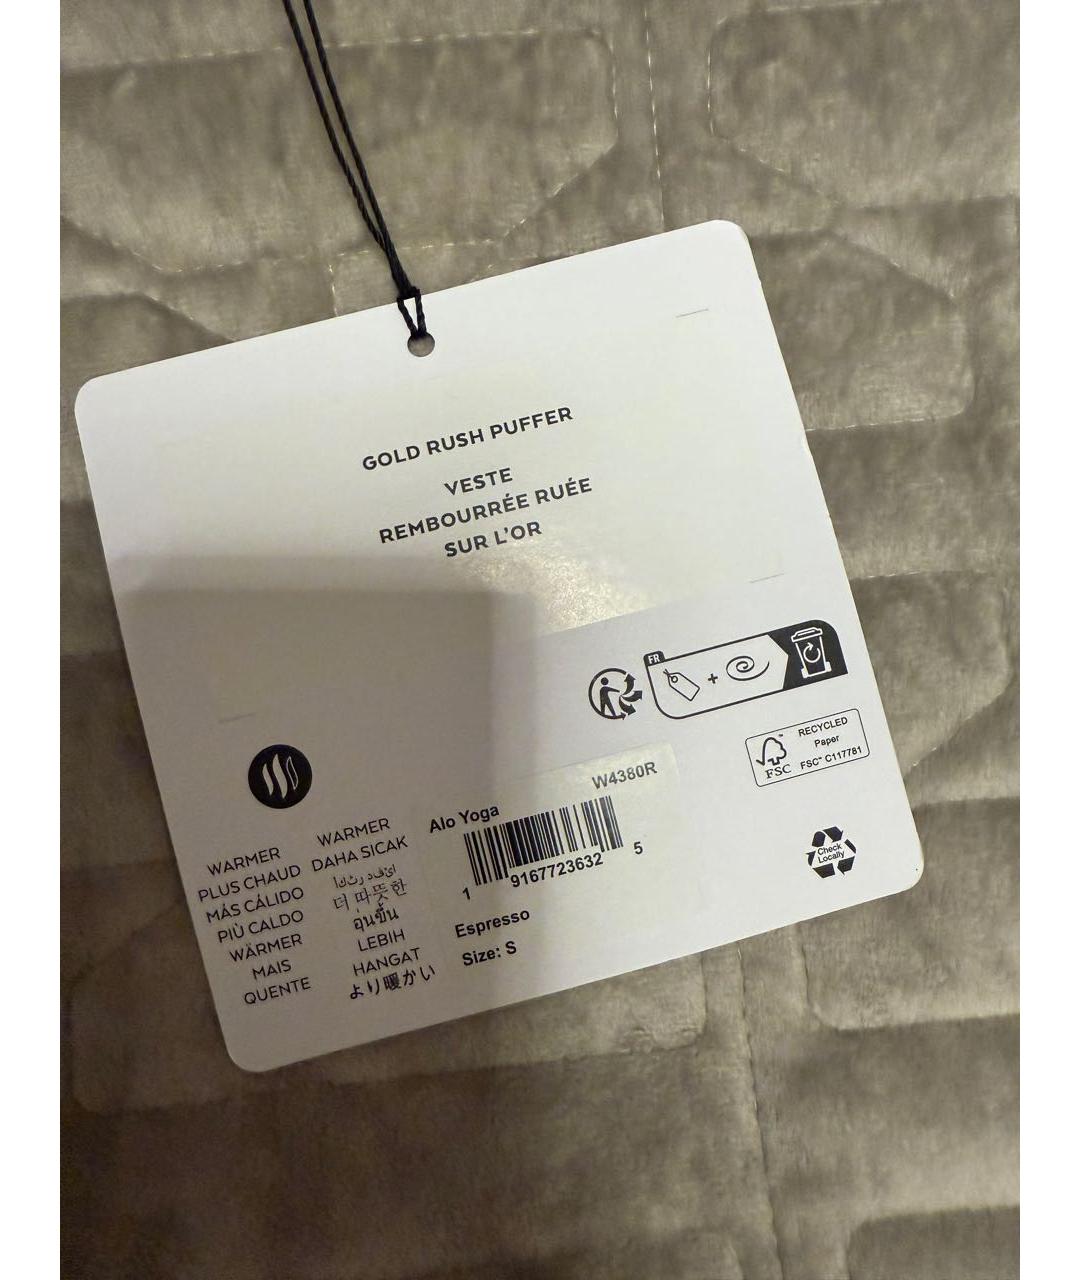 GOLD RUSH PUFFER
VESTE
REMBOURRÉE RUÉE
SUR L'OR
FR
+
RECYCLED
Paper
FSC™ C117781
FSC
W4380R
Alo Yoga
1 9167723632 5
Espresso
Size: S
Check
Locally
WARMER
PLUS CHAUD
MÁS CÁLIDO
PIÙ CALDO
WÄRMER
MAIS
QUENTE
WARMER
DAHA SICAK
더 따뜻한
อุ่นขึ้น
LEBIH
HANGAT
より暖かい